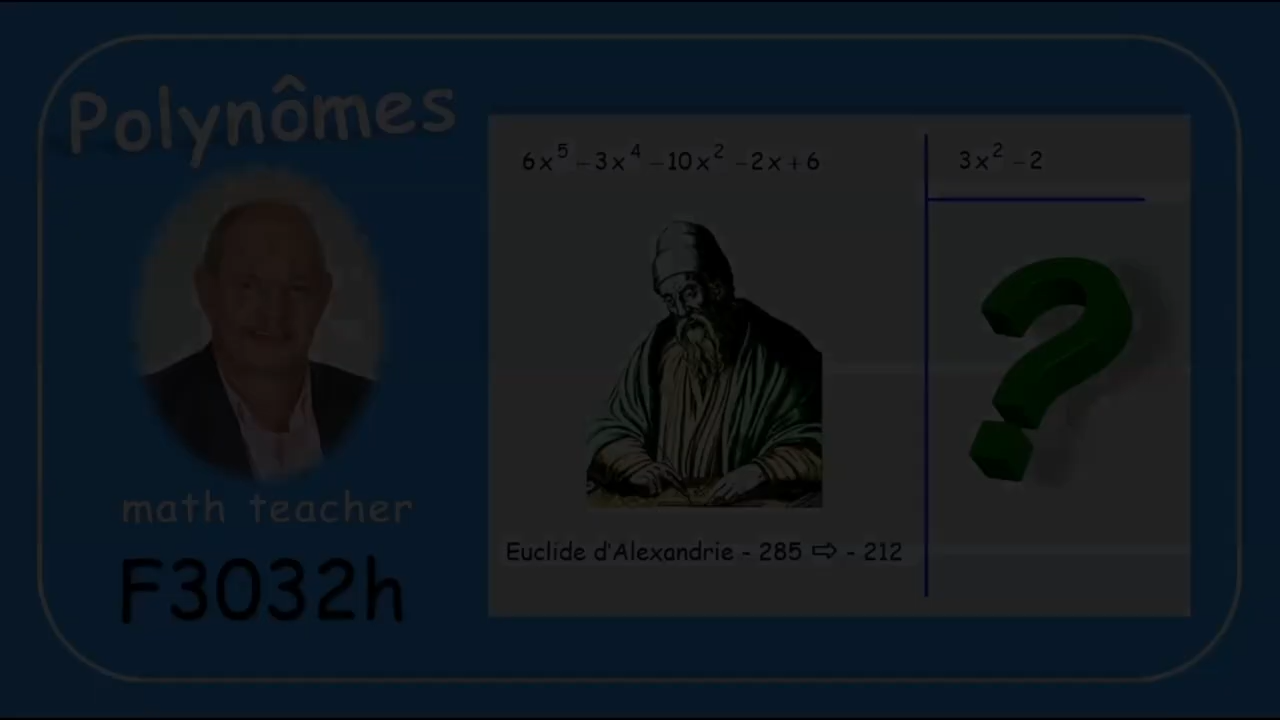 Polynômes
math teacher
F3032h
6x⁵ – 3x⁴ – 10x² – 2x + 6
3x² – 2
Euclide d'Alexandrie - 285 ⇨ - 212